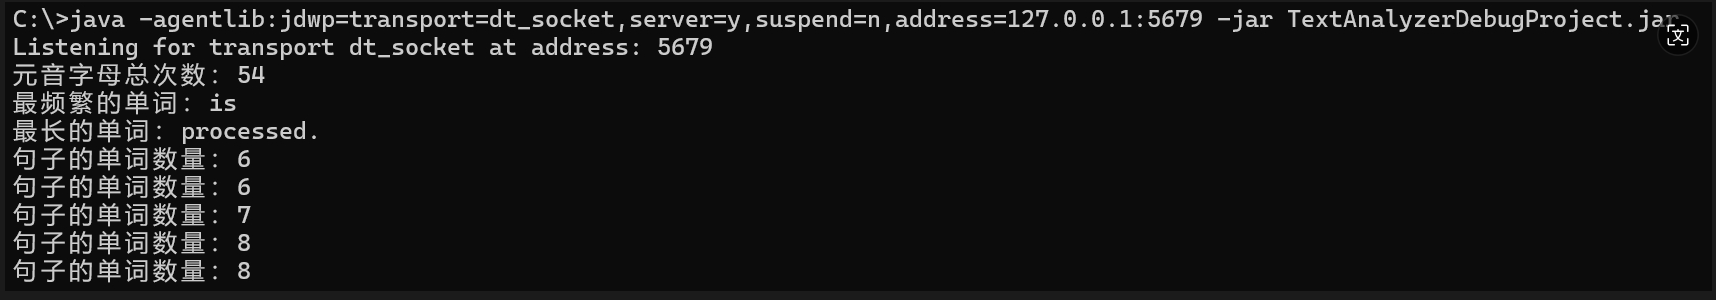 C:\>java -agentlib:jdwp=transport=dt_socket,server=y,suspend=n,address=127.0.0.1:5679 -jar TextAnalyzerDebugProject.jar
Listening for transport dt_socket at address: 5679
元音字母总次数: 54
最频繁的单词: is
最长的单词: processed.
句子的单词数量: 6
句子的单词数量: 6
句子的单词数量: 7
句子的单词数量: 8
句子的单词数量: 8